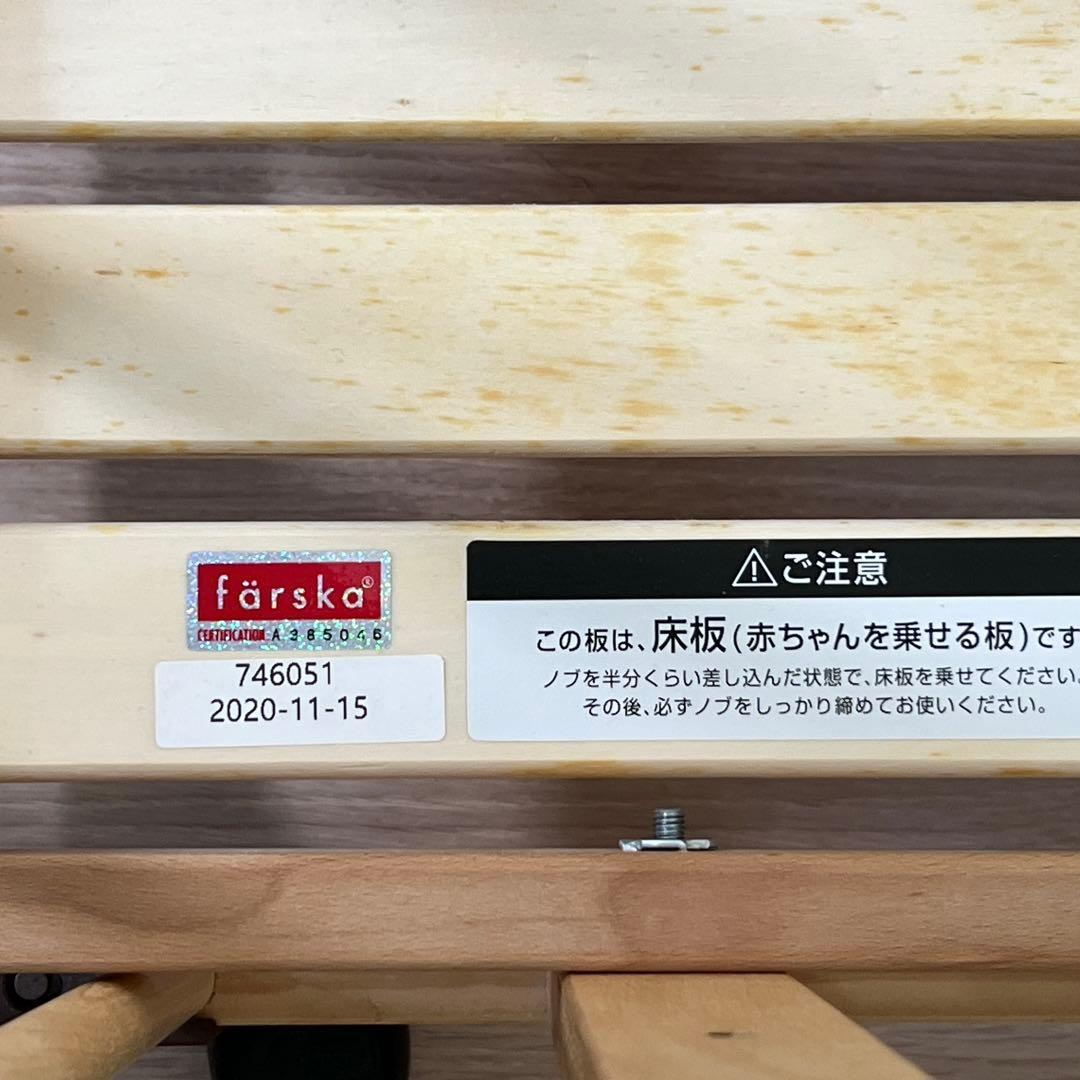 färska®
CERTIFICATION A 385046
746051
2020-11-15
ご注意
この板は、床板(赤ちゃんを乗せる板)です
ノブを半分くらい差し込んだ状態で、床板を乗せてください。
その後、必ずノブをしっかり締めてお使いください。